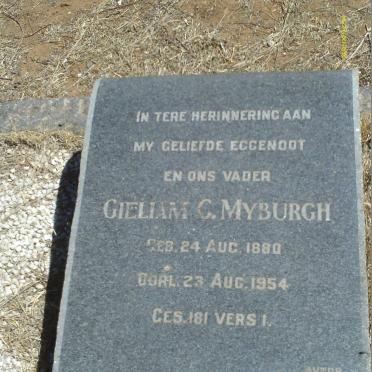 IN TERE HERINNERING AAN
MY GELIEFDE EGGENOOT
EN ONS VADER
GIELIAM C. MYBURGH
GEB. 24 AUG. 1880
OORL. 23 AUG. 1954
GES. 181 VERS 1.